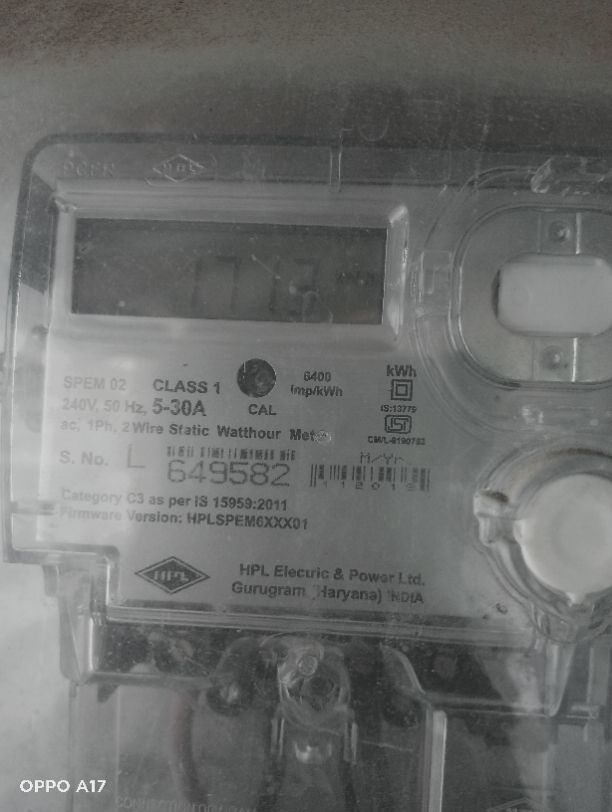 HPL
SPEM 02 CLASS 1 6400 kWh
imp/kWh
240V, 50 Hz, 5-30A CAL IS:13779
ac, 1Ph, 2 Wire Static Watthour Meter
S. No. L 649582 M/Yr
Category C3 as per IS 15959:2011
Firmware Version: HPLSPEM6XXX01
HPL HPL Electric & Power Ltd.
Gurugram (Haryana) INDIA
OPPO A17